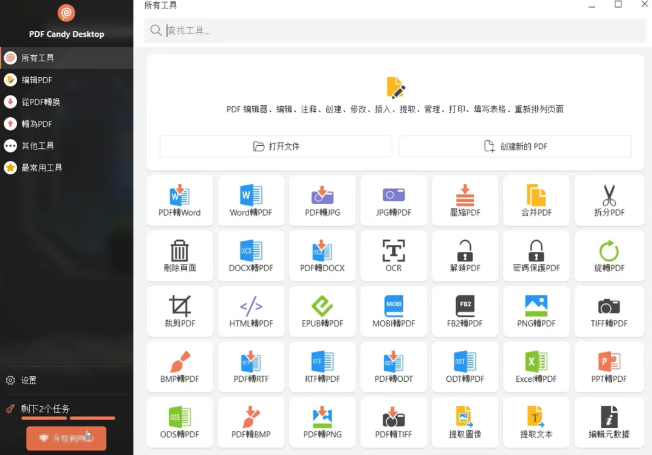 PDF Candy Desktop
所有工具
编辑PDF
從PDF轉換
轉為PDF
其他工具
最常用工具
设置
剩下2个任务
所有工具
查找工具...
PDF 编辑器、编辑、注释、创建、修改、插入、提取、管理、打印、填写表格、重新排列页面
打开文件
创建新的 PDF
PDF轉Word
Word轉PDF
PDF轉JPG
JPG轉PDF
壓縮PDF
合并PDF
拆分PDF
刪除頁面
DOCX轉PDF
PDF轉DOCX
OCR
解鎖PDF
密碼保護PDF
旋轉PDF
裁剪PDF
HTML轉PDF
EPUB轉PDF
MOBI轉PDF
FB2轉PDF
PNG轉PDF
TIFF轉PDF
BMP轉PDF
PDF轉RTF
RTF轉PDF
PDF轉ODT
ODT轉PDF
Excel轉PDF
PPT轉PDF
ODS轉PDF
PDF轉BMP
PDF轉PNG
PDF轉TIFF
提取圖像
提取文本
編輯元數據